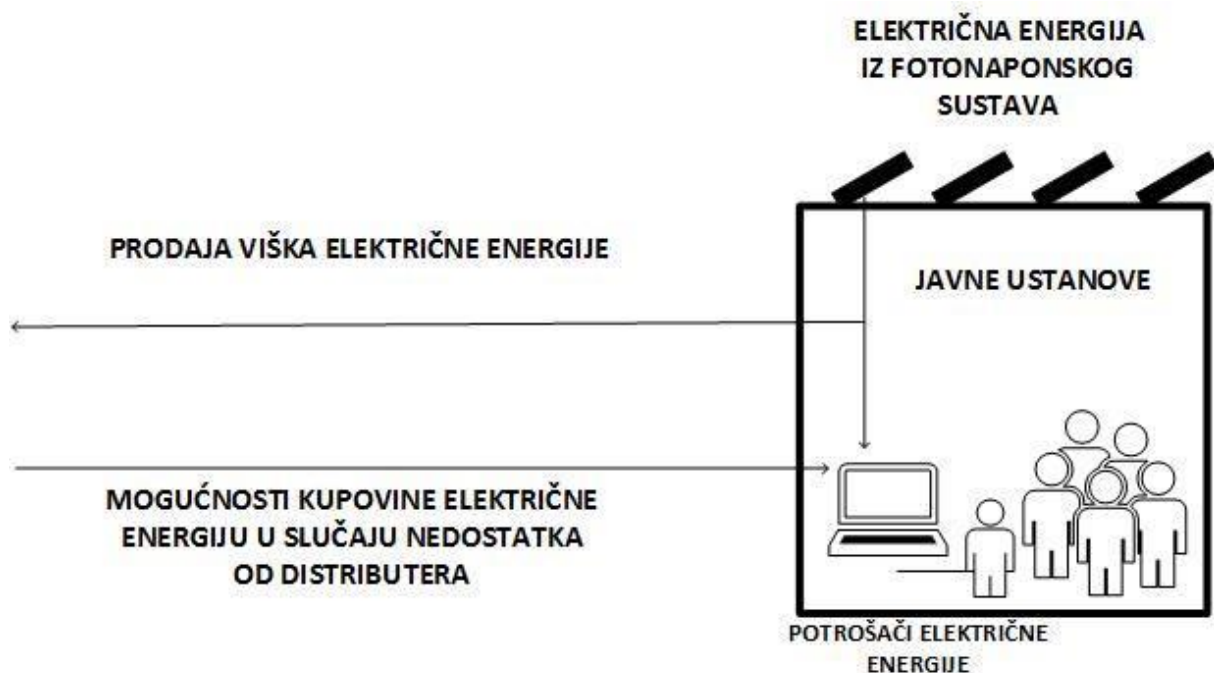 ELEKTRIČNA ENERGIJA
IZ FOTONAPONSKOG
SUSTAVA
PRODAJA VIŠKA ELEKTRIČNE ENERGIJE
JAVNE USTANOVE
MOGUĆNOSTI KUPOVINE ELEKTRIČNE
ENERGIJU U SLUČAJU NEDOSTATKA
OD DISTRIBUTERA
POTROŠAČI ELEKTRIČNE
ENERGIJE